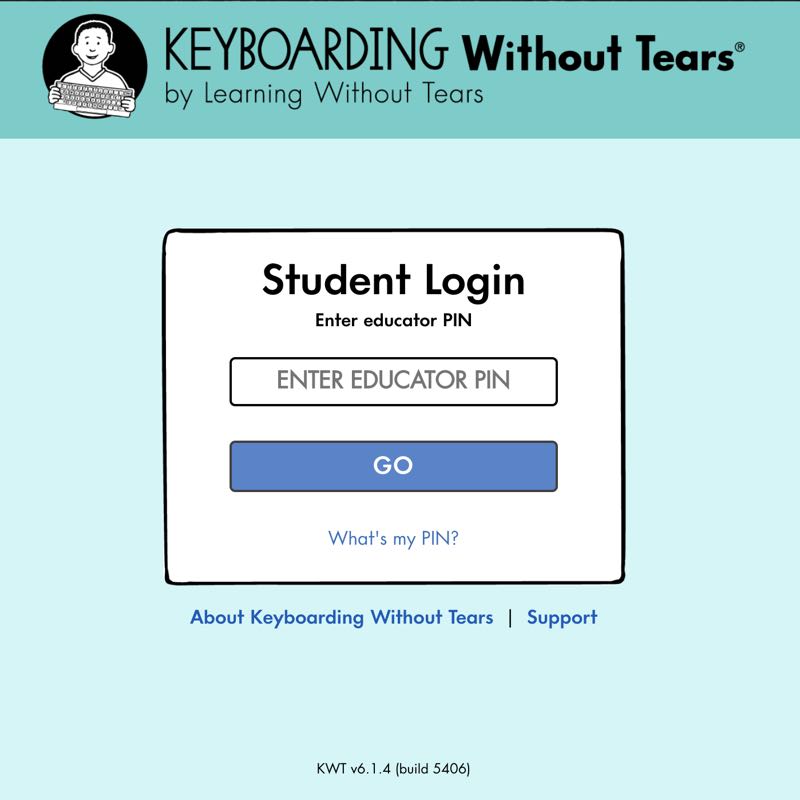 KEYBOARDING Without Tears®
by Learning Without Tears
Student Login
Enter educator PIN
ENTER EDUCATOR PIN
GO
What's my PIN?
About Keyboarding Without Tears | Support
KWT v6.1.4 (build 5406)